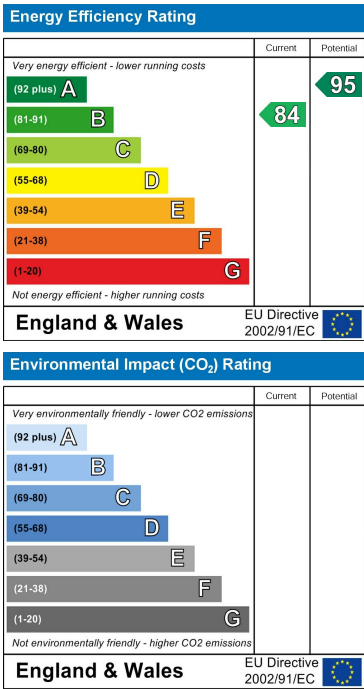 Energy Efficiency Rating
Current Potential
Very energy efficient - lower running costs
(92 plus) A
95
(81-91) B
84
(69-80) C
(55-68) D
(39-54) E
(21-38) F
(1-20) G
Not energy efficient - higher running costs
England & Wales
EU Directive
2002/91/EC
Environmental Impact (CO₂) Rating
Current Potential
Very environmentally friendly - lower CO2 emissions
(92 plus) A
(81-91) B
(69-80) C
(55-68) D
(39-54) E
(21-38) F
(1-20) G
Not environmentally friendly - higher CO2 emissions
England & Wales
EU Directive
2002/91/EC